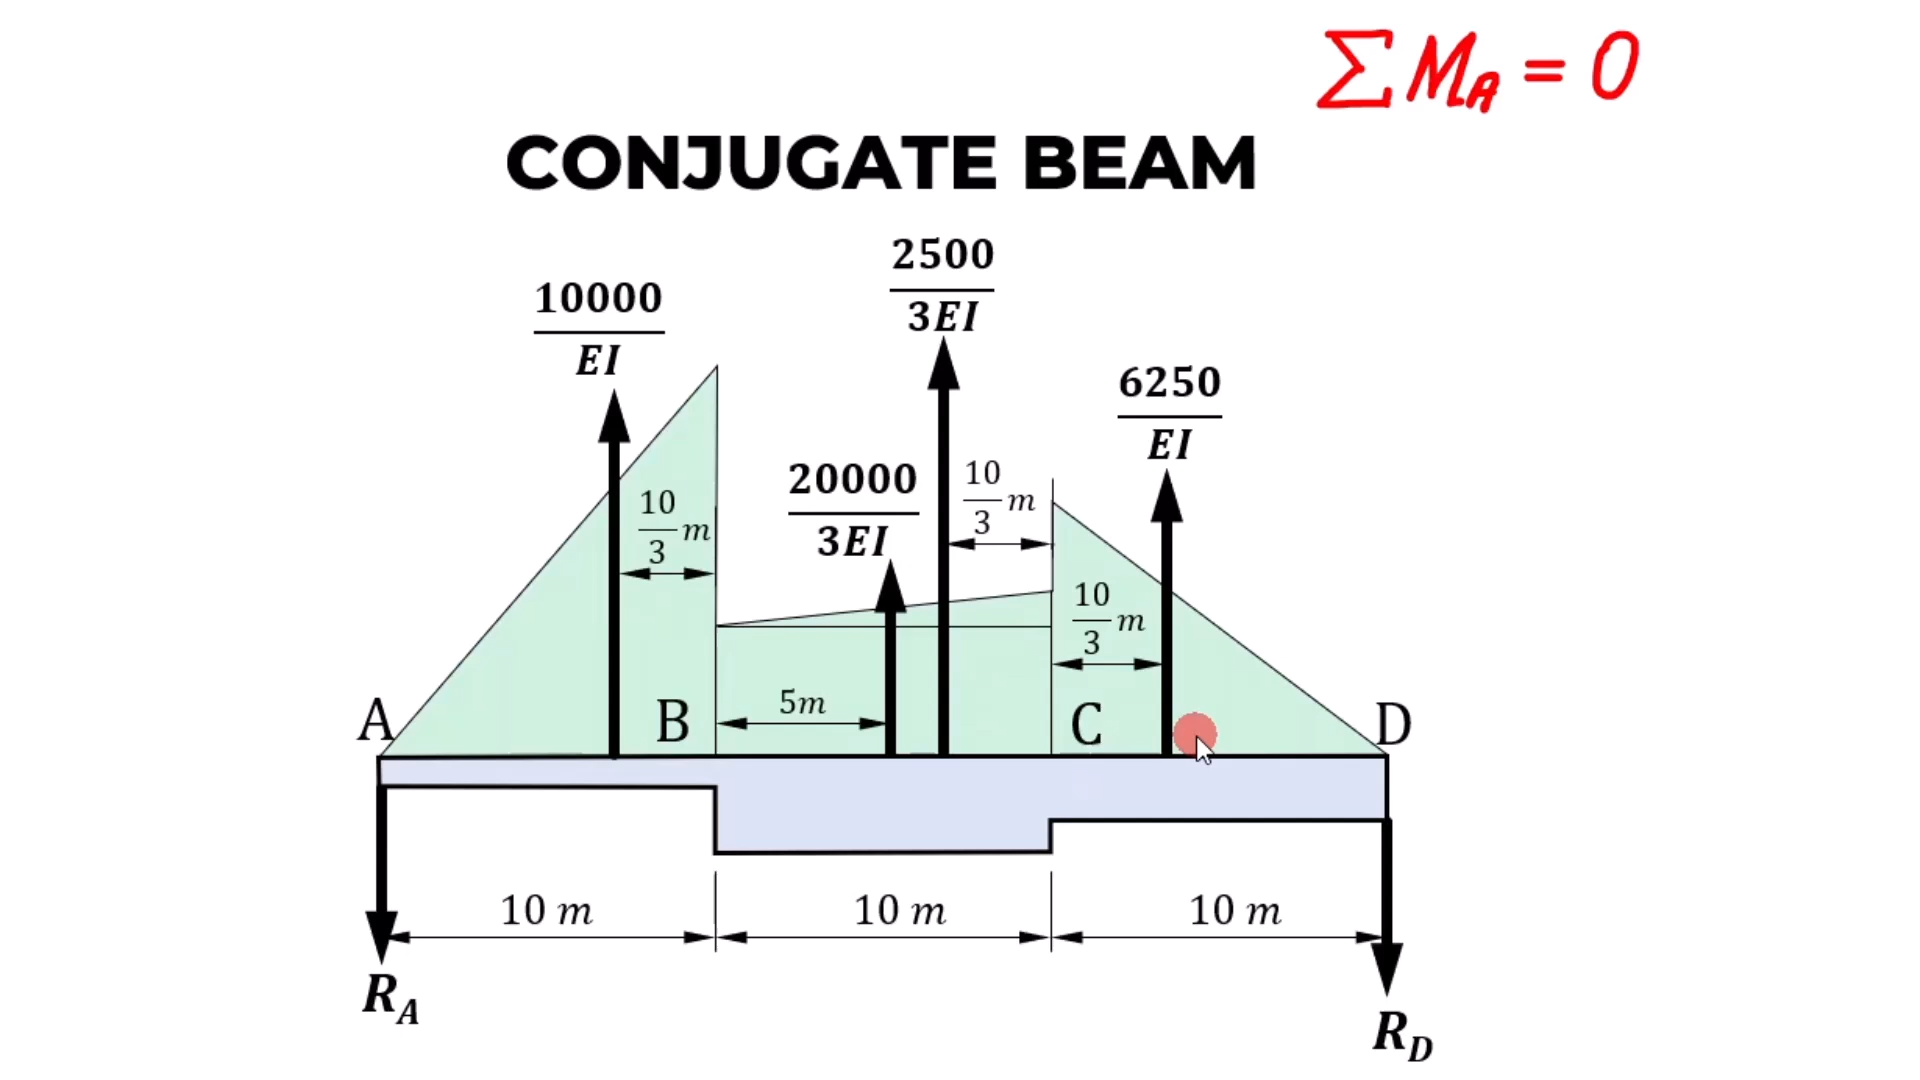 ∑ M_A = 0
CONJUGATE BEAM
2500
3EI
10000
EI
6250
EI
20000
3EI
10
3 m
10
3 m
10
3 m
5m
A
B
C
D
10 m
10 m
10 m
R_A
R_D